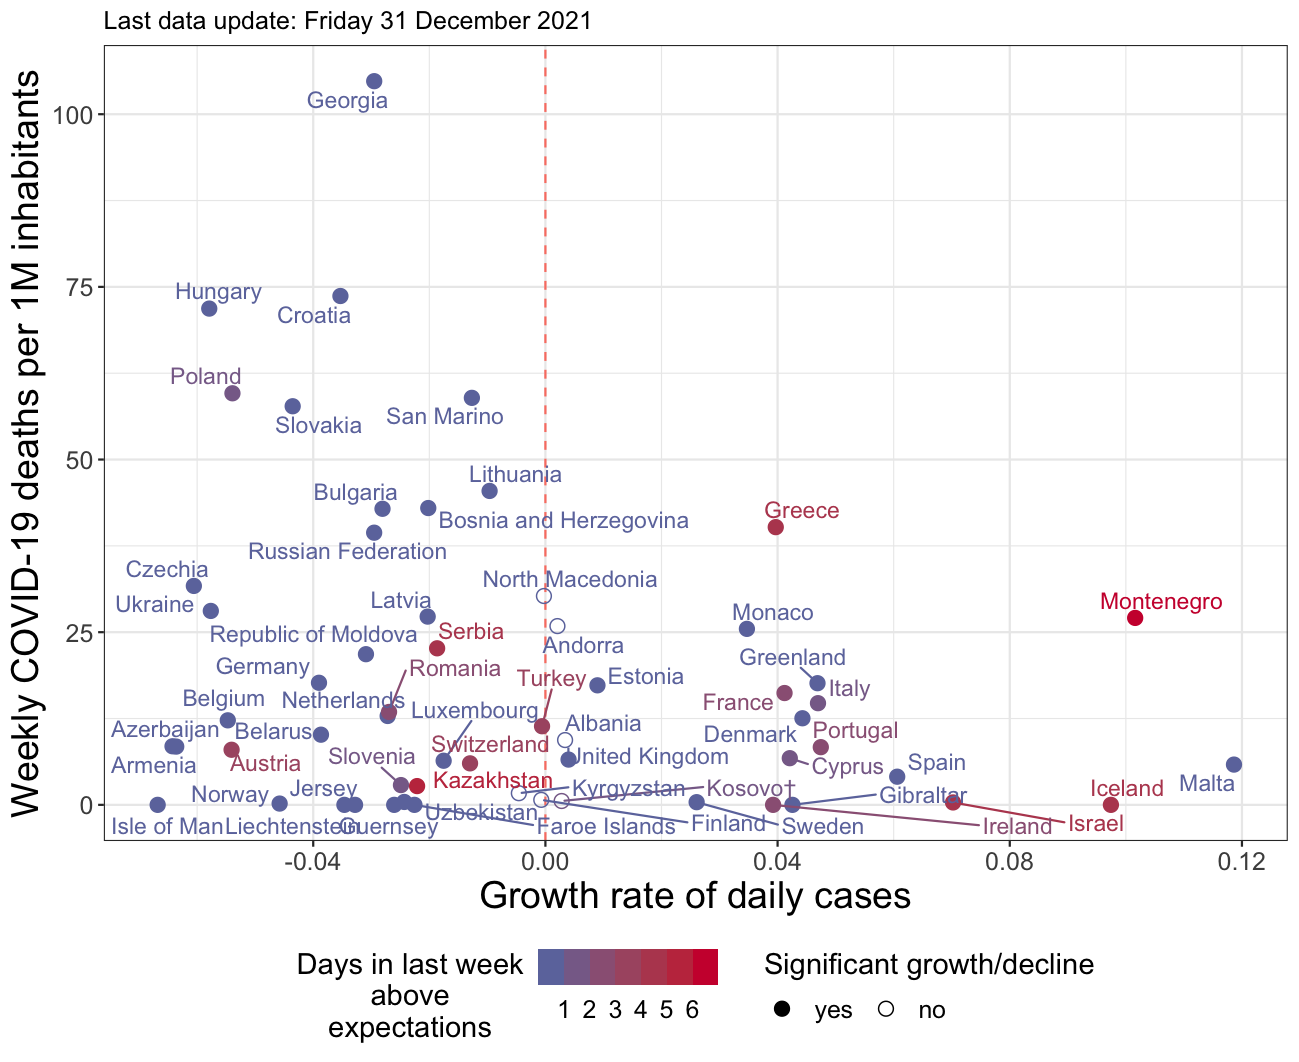 Last data update: Friday 31 December 2021
Weekly COVID-19 deaths per 1M inhabitants
100
75
50
25
0
Georgia
Hungary
Croatia
Poland
Slovakia
San Marino
Lithuania
Bulgaria
Bosnia and Herzegovina
Greece
Russian Federation
Czechia
North Macedonia
Ukraine
Latvia
Montenegro
Monaco
Republic of Moldova
Serbia
Andorra
Greenland
Germany
Romania
Turkey
Estonia
Italy
Belgium
Netherlands
Luxembourg
France
Azerbaijan
Belarus
Albania
Denmark
Portugal
Armenia
Austria
Slovenia
Switzerland
United Kingdom
Cyprus
Spain
Malta
Norway
Jersey
Kazakhstan
Kyrgyzstan
Kosovo†
Gibraltar
Iceland
Uzbekistan
Isle of Man
Liechtenstein
Guernsey
Faroe Islands
Finland
Sweden
Ireland
Israel
-0.04
0.00
0.04
0.08
0.12
Growth rate of daily cases
Days in last week
above
expectations
1 2 3 4 5 6
Significant growth/decline
yes
no